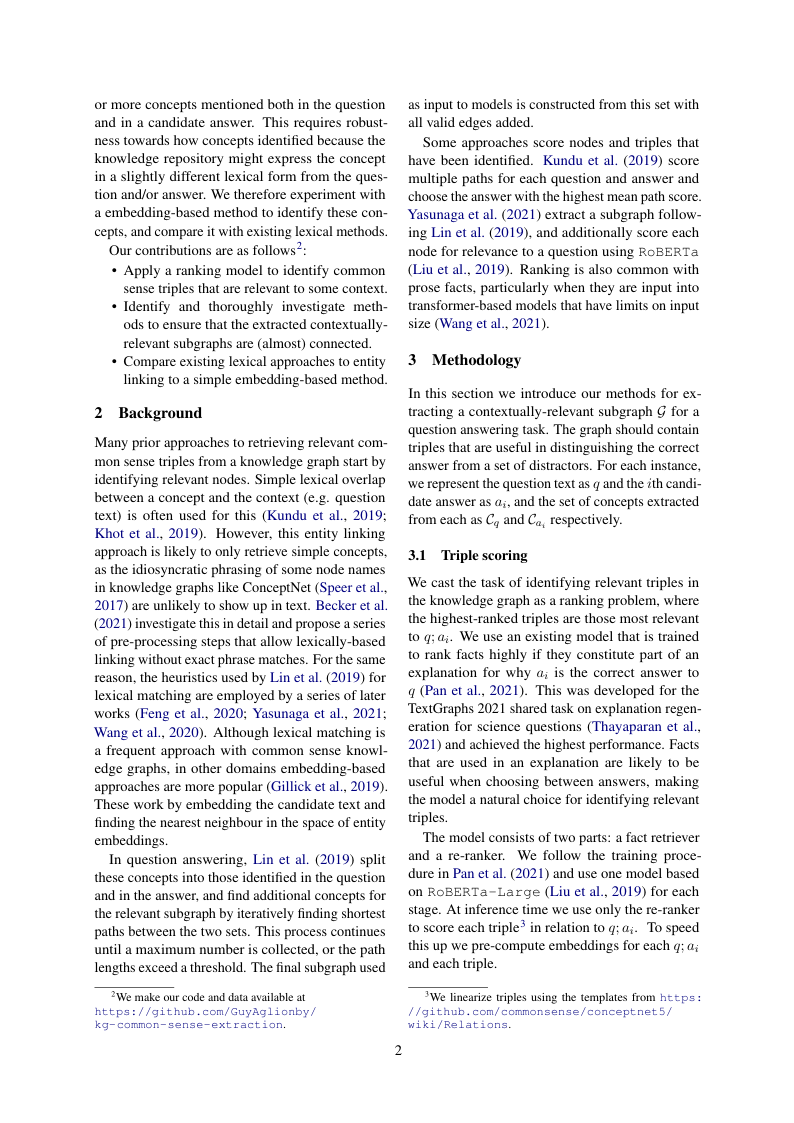 or more concepts mentioned both in the question
and in a candidate answer. This requires robust-
ness towards how concepts identified because the
knowledge repository might express the concept
in a slightly different lexical form from the ques-
tion and/or answer. We therefore experiment with
a embedding-based method to identify these con-
cepts, and compare it with existing lexical methods.
Our contributions are as follows2:
• Apply a ranking model to identify common
sense triples that are relevant to some context.
• Identify and thoroughly investigate meth-
ods to ensure that the extracted contextually-
relevant subgraphs are (almost) connected.
• Compare existing lexical approaches to entity
linking to a simple embedding-based method.
2 Background
Many prior approaches to retrieving relevant com-
mon sense triples from a knowledge graph start by
identifying relevant nodes. Simple lexical overlap
between a concept and the context (e.g. question
text) is often used for this (Kundu et al., 2019;
Khot et al., 2019). However, this entity linking
approach is likely to only retrieve simple concepts,
as the idiosyncratic phrasing of some node names
in knowledge graphs like ConceptNet (Speer et al.,
2017) are unlikely to show up in text. Becker et al.
(2021) investigate this in detail and propose a series
of pre-processing steps that allow lexically-based
linking without exact phrase matches. For the same
reason, the heuristics used by Lin et al. (2019) for
lexical matching are employed by a series of later
works (Feng et al., 2020; Yasunaga et al., 2021;
Wang et al., 2020). Although lexical matching is
a frequent approach with common sense knowl-
edge graphs, in other domains embedding-based
approaches are more popular (Gillick et al., 2019).
These work by embedding the candidate text and
finding the nearest neighbour in the space of entity
embeddings.
In question answering, Lin et al. (2019) split
these concepts into those identified in the question
and in the answer, and find additional concepts for
the relevant subgraph by iteratively finding shortest
paths between the two sets. This process continues
until a maximum number is collected, or the path
lengths exceed a threshold. The final subgraph used
2We make our code and data available at
https://github.com/GuyAglionby/
kg-common-sense-extraction.
as input to models is constructed from this set with
all valid edges added.
Some approaches score nodes and triples that
have been identified. Kundu et al. (2019) score
multiple paths for each question and answer and
choose the answer with the highest mean path score.
Yasunaga et al. (2021) extract a subgraph follow-
ing Lin et al. (2019), and additionally score each
node for relevance to a question using RoBERTa
(Liu et al., 2019). Ranking is also common with
prose facts, particularly when they are input into
transformer-based models that have limits on input
size (Wang et al., 2021).
3 Methodology
In this section we introduce our methods for ex-
tracting a contextually-relevant subgraph 𝒢 for a
question answering task. The graph should contain
triples that are useful in distinguishing the correct
answer from a set of distractors. For each instance,
we represent the question text as q and the ith candi-
date answer as ai, and the set of concepts extracted
from each as 𝒞q and 𝒞ai respectively.
3.1 Triple scoring
We cast the task of identifying relevant triples in
the knowledge graph as a ranking problem, where
the highest-ranked triples are those most relevant
to q; ai. We use an existing model that is trained
to rank facts highly if they constitute part of an
explanation for why ai is the correct answer to
q (Pan et al., 2021). This was developed for the
TextGraphs 2021 shared task on explanation regen-
eration for science questions (Thayaparan et al.,
2021) and achieved the highest performance. Facts
that are used in an explanation are likely to be
useful when choosing between answers, making
the model a natural choice for identifying relevant
triples.
The model consists of two parts: a fact retriever
and a re-ranker. We follow the training proce-
dure in Pan et al. (2021) and use one model based
on RoBERTa-Large (Liu et al., 2019) for each
stage. At inference time we use only the re-ranker
to score each triple3 in relation to q; ai. To speed
this up we pre-compute embeddings for each q; ai
and each triple.
3We linearize triples using the templates from https:
//github.com/commonsense/conceptnet5/
wiki/Relations.
2